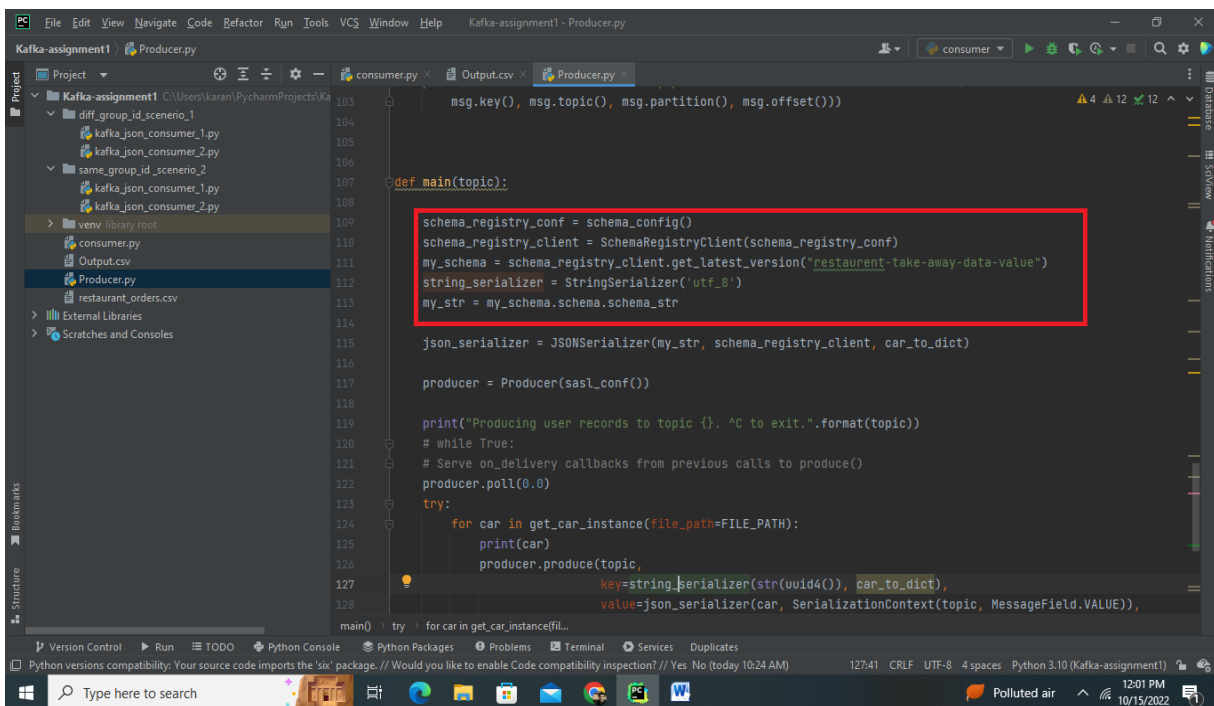 File Edit View Navigate Code Refactor Run Tools VCS Window Help Kafka-assignment1 - Producer.py
Kafka-assignment1 Producer.py consumer
Project
Project
consumer.py Output.csv Producer.py
Kafka-assignment1 C:\Users\karan\PycharmProjects\Ka
diff_group_id_scenerio_1
kafka_json_consumer_1.py
kafka_json_consumer_2.py
same_group_id _scenerio_2
kafka_json_consumer_1.py
kafka_json_consumer_2.py
venv library root
consumer.py
Output.csv
Producer.py
restaurant_orders.csv
External Libraries
Scratches and Consoles
4 12 12
103 msg.key(), msg.topic(), msg.partition(), msg.offset()))
104
105
106
107 def main(topic):
108
109 schema_registry_conf = schema_config()
110 schema_registry_client = SchemaRegistryClient(schema_registry_conf)
111 my_schema = schema_registry_client.get_latest_version("restaurent-take-away-data-value")
112 string_serializer = StringSerializer('utf_8')
113 my_str = my_schema.schema.schema_str
114
115 json_serializer = JSONSerializer(my_str, schema_registry_client, car_to_dict)
116
117 producer = Producer(sasl_conf())
118
119 print("Producing user records to topic {}. ^C to exit.".format(topic))
120 # while True:
121 # Serve on_delivery callbacks from previous calls to produce()
122 producer.poll(0.0)
123 try:
124 for car in get_car_instance(file_path=FILE_PATH):
125 print(car)
126 producer.produce(topic,
127 key=string_serializer(str(uuid4()), car_to_dict),
128 value=json_serializer(car, SerializationContext(topic, MessageField.VALUE)),
main() try for car in get_car_instance(fil...
Database
SciView
Notifications
Bookmarks
Structure
Version Control Run TODO Python Console Python Packages Problems Terminal Services Duplicates
Python versions compatibility: Your source code imports the 'six' package. // Would you like to enable Code compatibility inspection? // Yes No (today 10:24 AM) 127:41 CRLF UTF-8 4 spaces Python 3.10 (Kafka-assignment1)
Type here to search Polluted air 12:01 PM
10/15/2022